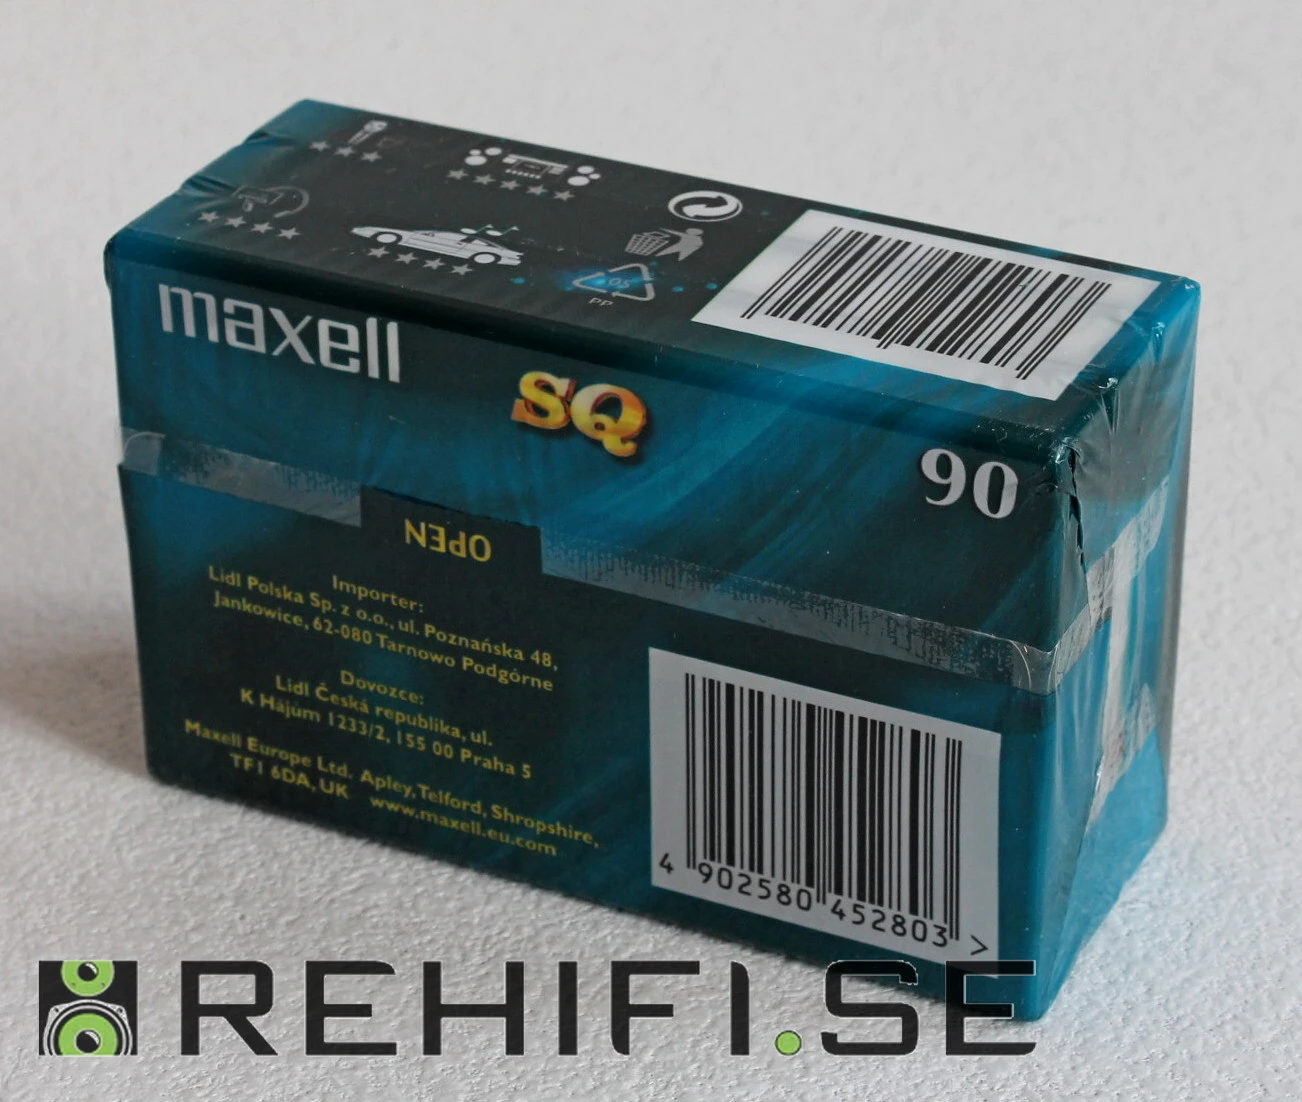 05
PP
maxell
SQ
90
OPEN
Importer:
Lidl Polska Sp. z o.o., ul. Poznańska 48,
Jankowice, 62-080 Tarnowo Podgórne
Dovozce:
Lidl Česká republika, ul.
K Hájům 1233/2, 155 00 Praha 5
Maxell Europe Ltd. Apley, Telford, Shropshire,
TF1 6DA, UK www.maxell.eu.com
4 902580 452803 >
REHIFI.SE